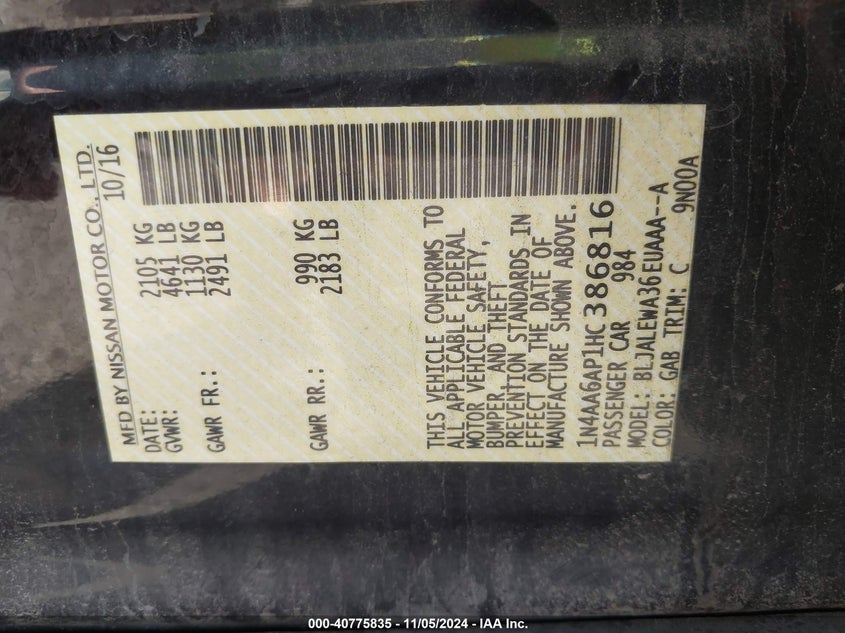 MFD BY NISSAN MOTOR CO., LTD.
DATE: 10/16
GVWR: 2105 KG
4641 LB
GAWR FR.: 1130 KG
2491 LB
GAWR RR.: 990 KG
2183 LB
THIS VEHICLE CONFORMS TO
ALL APPLICABLE FEDERAL
MOTOR VEHICLE SAFETY,
BUMPER, AND THEFT
PREVENTION STANDARDS IN
EFFECT ON THE DATE OF
MANUFACTURE SHOWN ABOVE.
1N4AA6AP1HC386816
PASSENGER CAR 984
MODEL: BLJALEWA36EUAAA--A
COLOR: GAB TRIM: C 9N00A
000-40775835 - 11/05/2024 - IAA Inc.